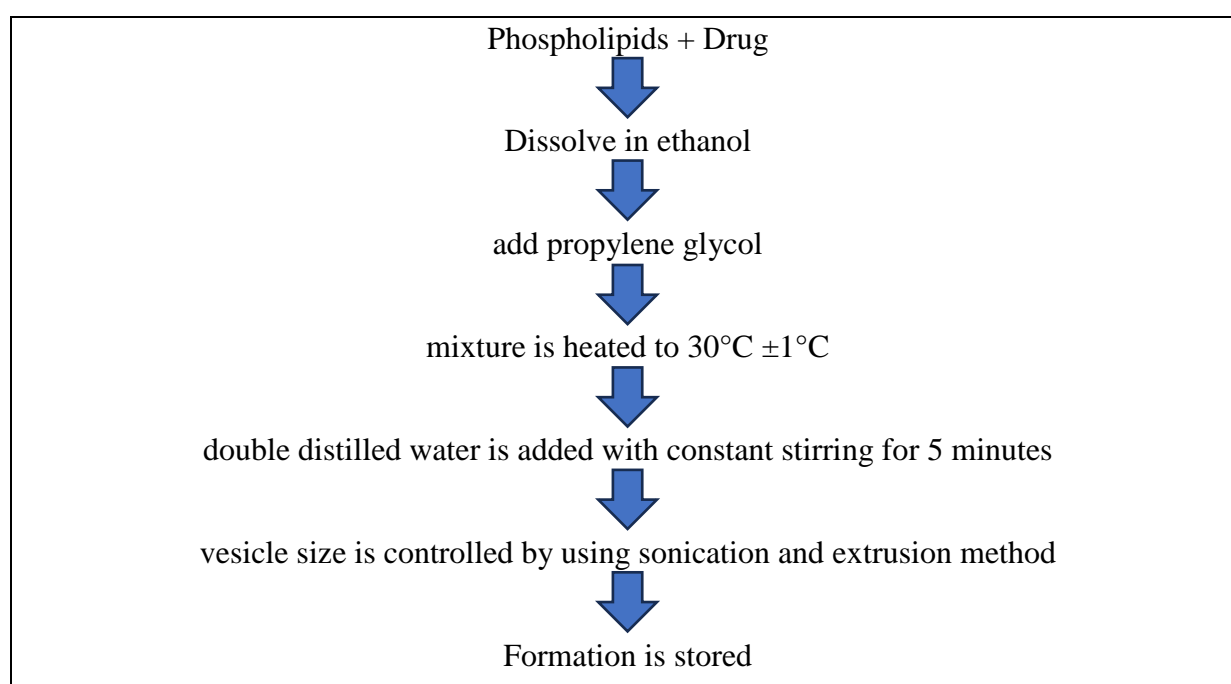 Phospholipids + Drug
Dissolve in ethanol
add propylene glycol
mixture is heated to 30°C ±1°C
double distilled water is added with constant stirring for 5 minutes
vesicle size is controlled by using sonication and extrusion method
Formation is stored